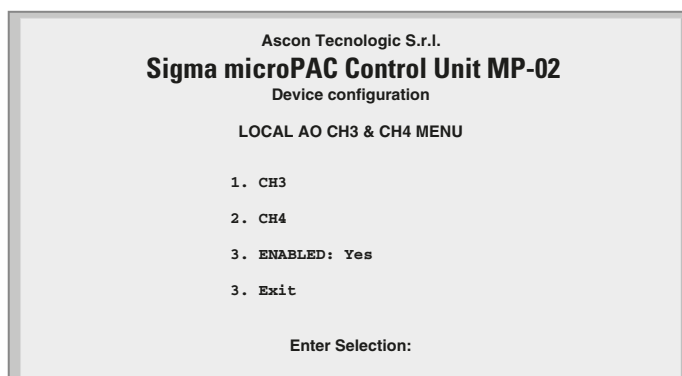 Ascon Tecnologic S.r.l.
Sigma microPAC Control Unit MP-02
Device configuration
LOCAL AO CH3 & CH4 MENU
1. CH3
2. CH4
3. ENABLED: Yes
3. Exit
Enter Selection: